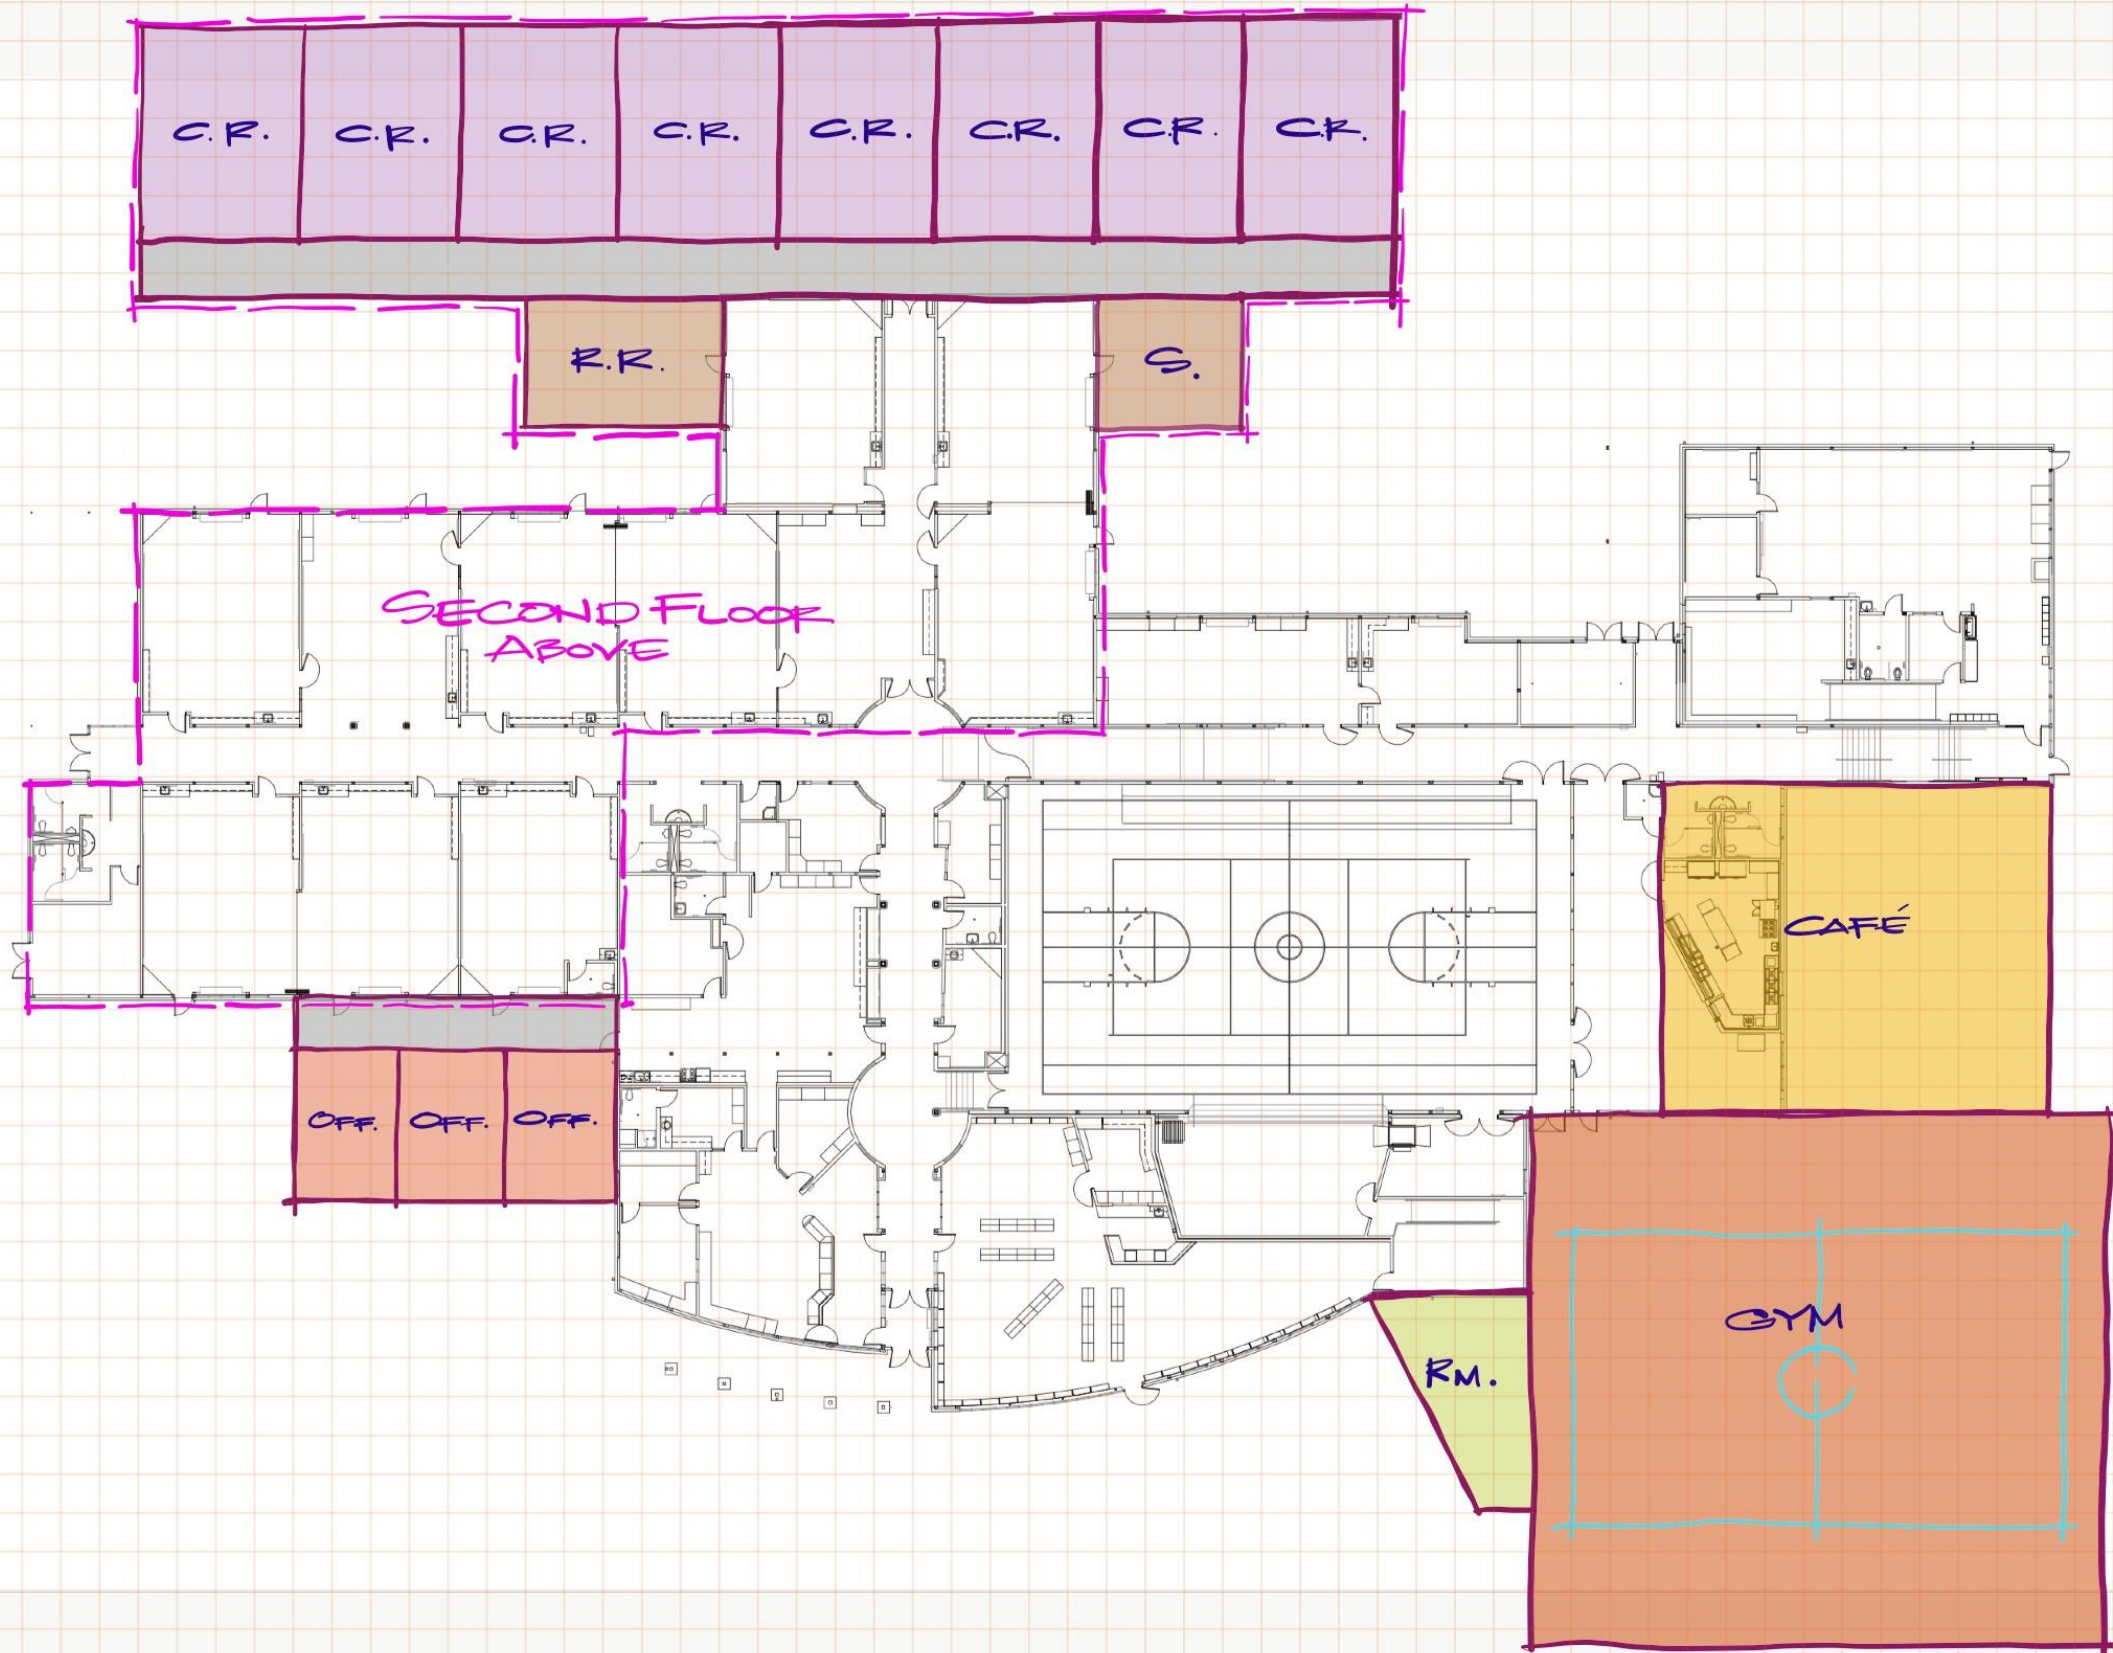 C.R. C.R. C.R. C.R. C.R. C.R. C.R. C.R.
R.R. S.
SECOND FLOOR
ABOVE
CAFÉ
OFF. OFF. OFF.
GYM
RM.